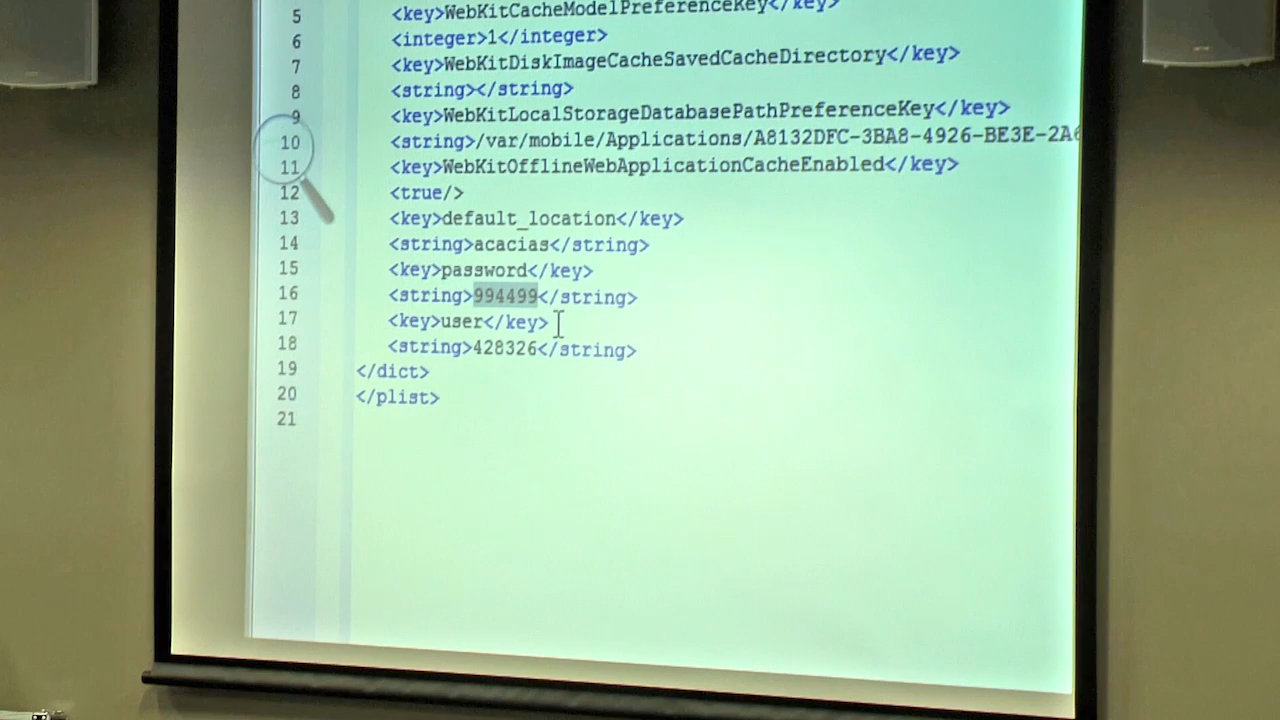 5 <key>WebKitCacheModelPreferenceKey</key>
6 <integer>1</integer>
7 <key>WebKitDiskImageCacheSavedCacheDirectory</key>
8 <string></string>
9 <key>WebKitLocalStorageDatabasePathPreferenceKey</key>
10 <string>/var/mobile/Applications/A8132DFC-3BA8-4926-BE3E-2A6
11 <key>WebKitOfflineWebApplicationCacheEnabled</key>
12 <true/>
13 <key>default_location</key>
14 <string>acacias</string>
15 <key>password</key>
16 <string>994499</string>
17 <key>user</key>
18 <string>428326</string>
19 </dict>
20 </plist>
21